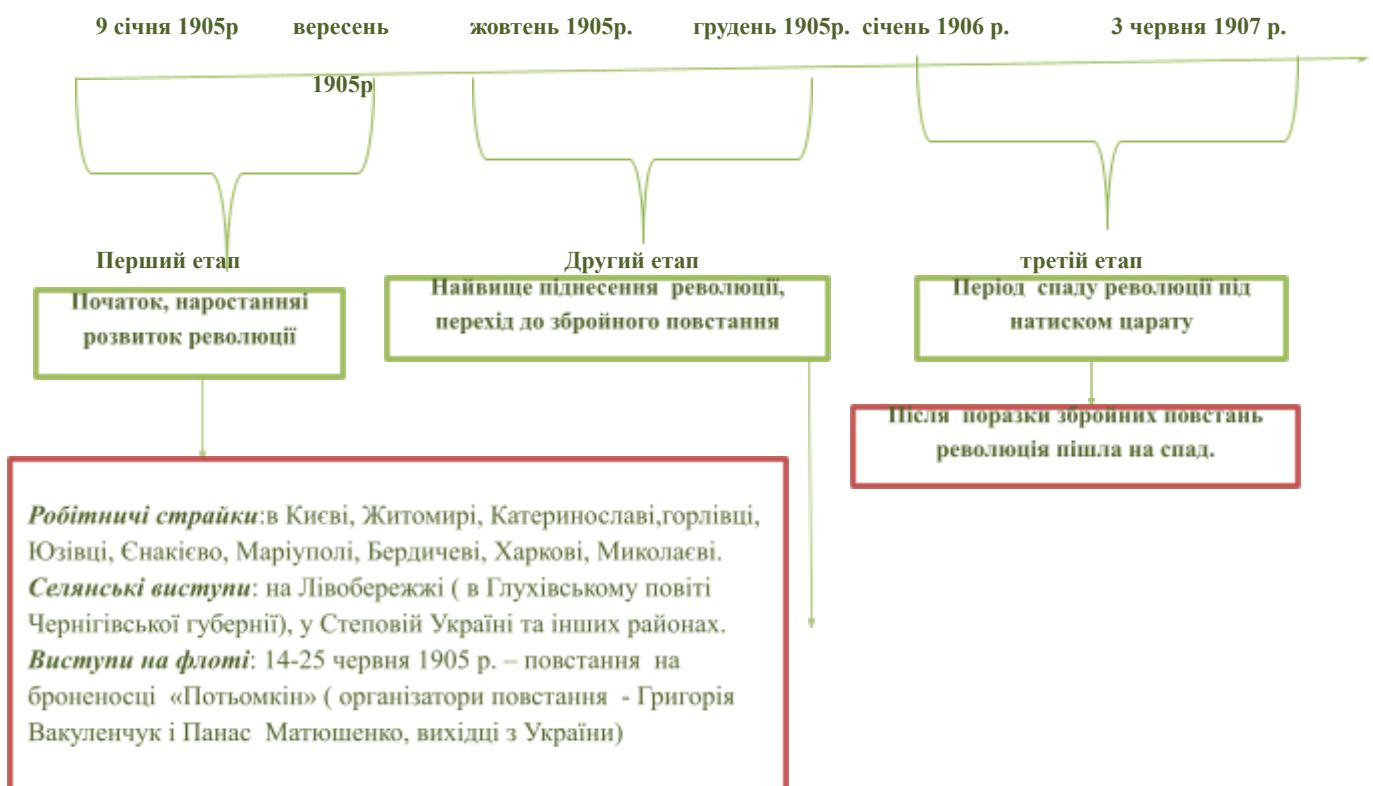 9 січня 1905р вересень жовтень 1905р. грудень 1905р. січень 1906 р. 3 червня 1907 р.
1905р
Перший етап Другий етап третій етап
Початок, наростанняі
розвиток революції
Найвище піднесення революції,
перехід до збройного повстання
Період спаду революції під
натиском царату
Після поразки збройних повстань
революція пішла на спад.
Робітничі страйки:в Києві, Житомирі, Катеринославі,горлівці,
Юзівці, Єнакієво, Маріуполі, Бердичеві, Харкові, Миколаєві.
Селянські виступи: на Лівобережжі ( в Глухівському повіті
Чернігівської губернії), у Степовій Україні та інших районах.
Виступи на флоті: 14-25 червня 1905 р. – повстання на
броненосці «Потьомкін» ( організатори повстання - Григорія
Вакуленчук і Панас Матюшенко, вихідці з України)